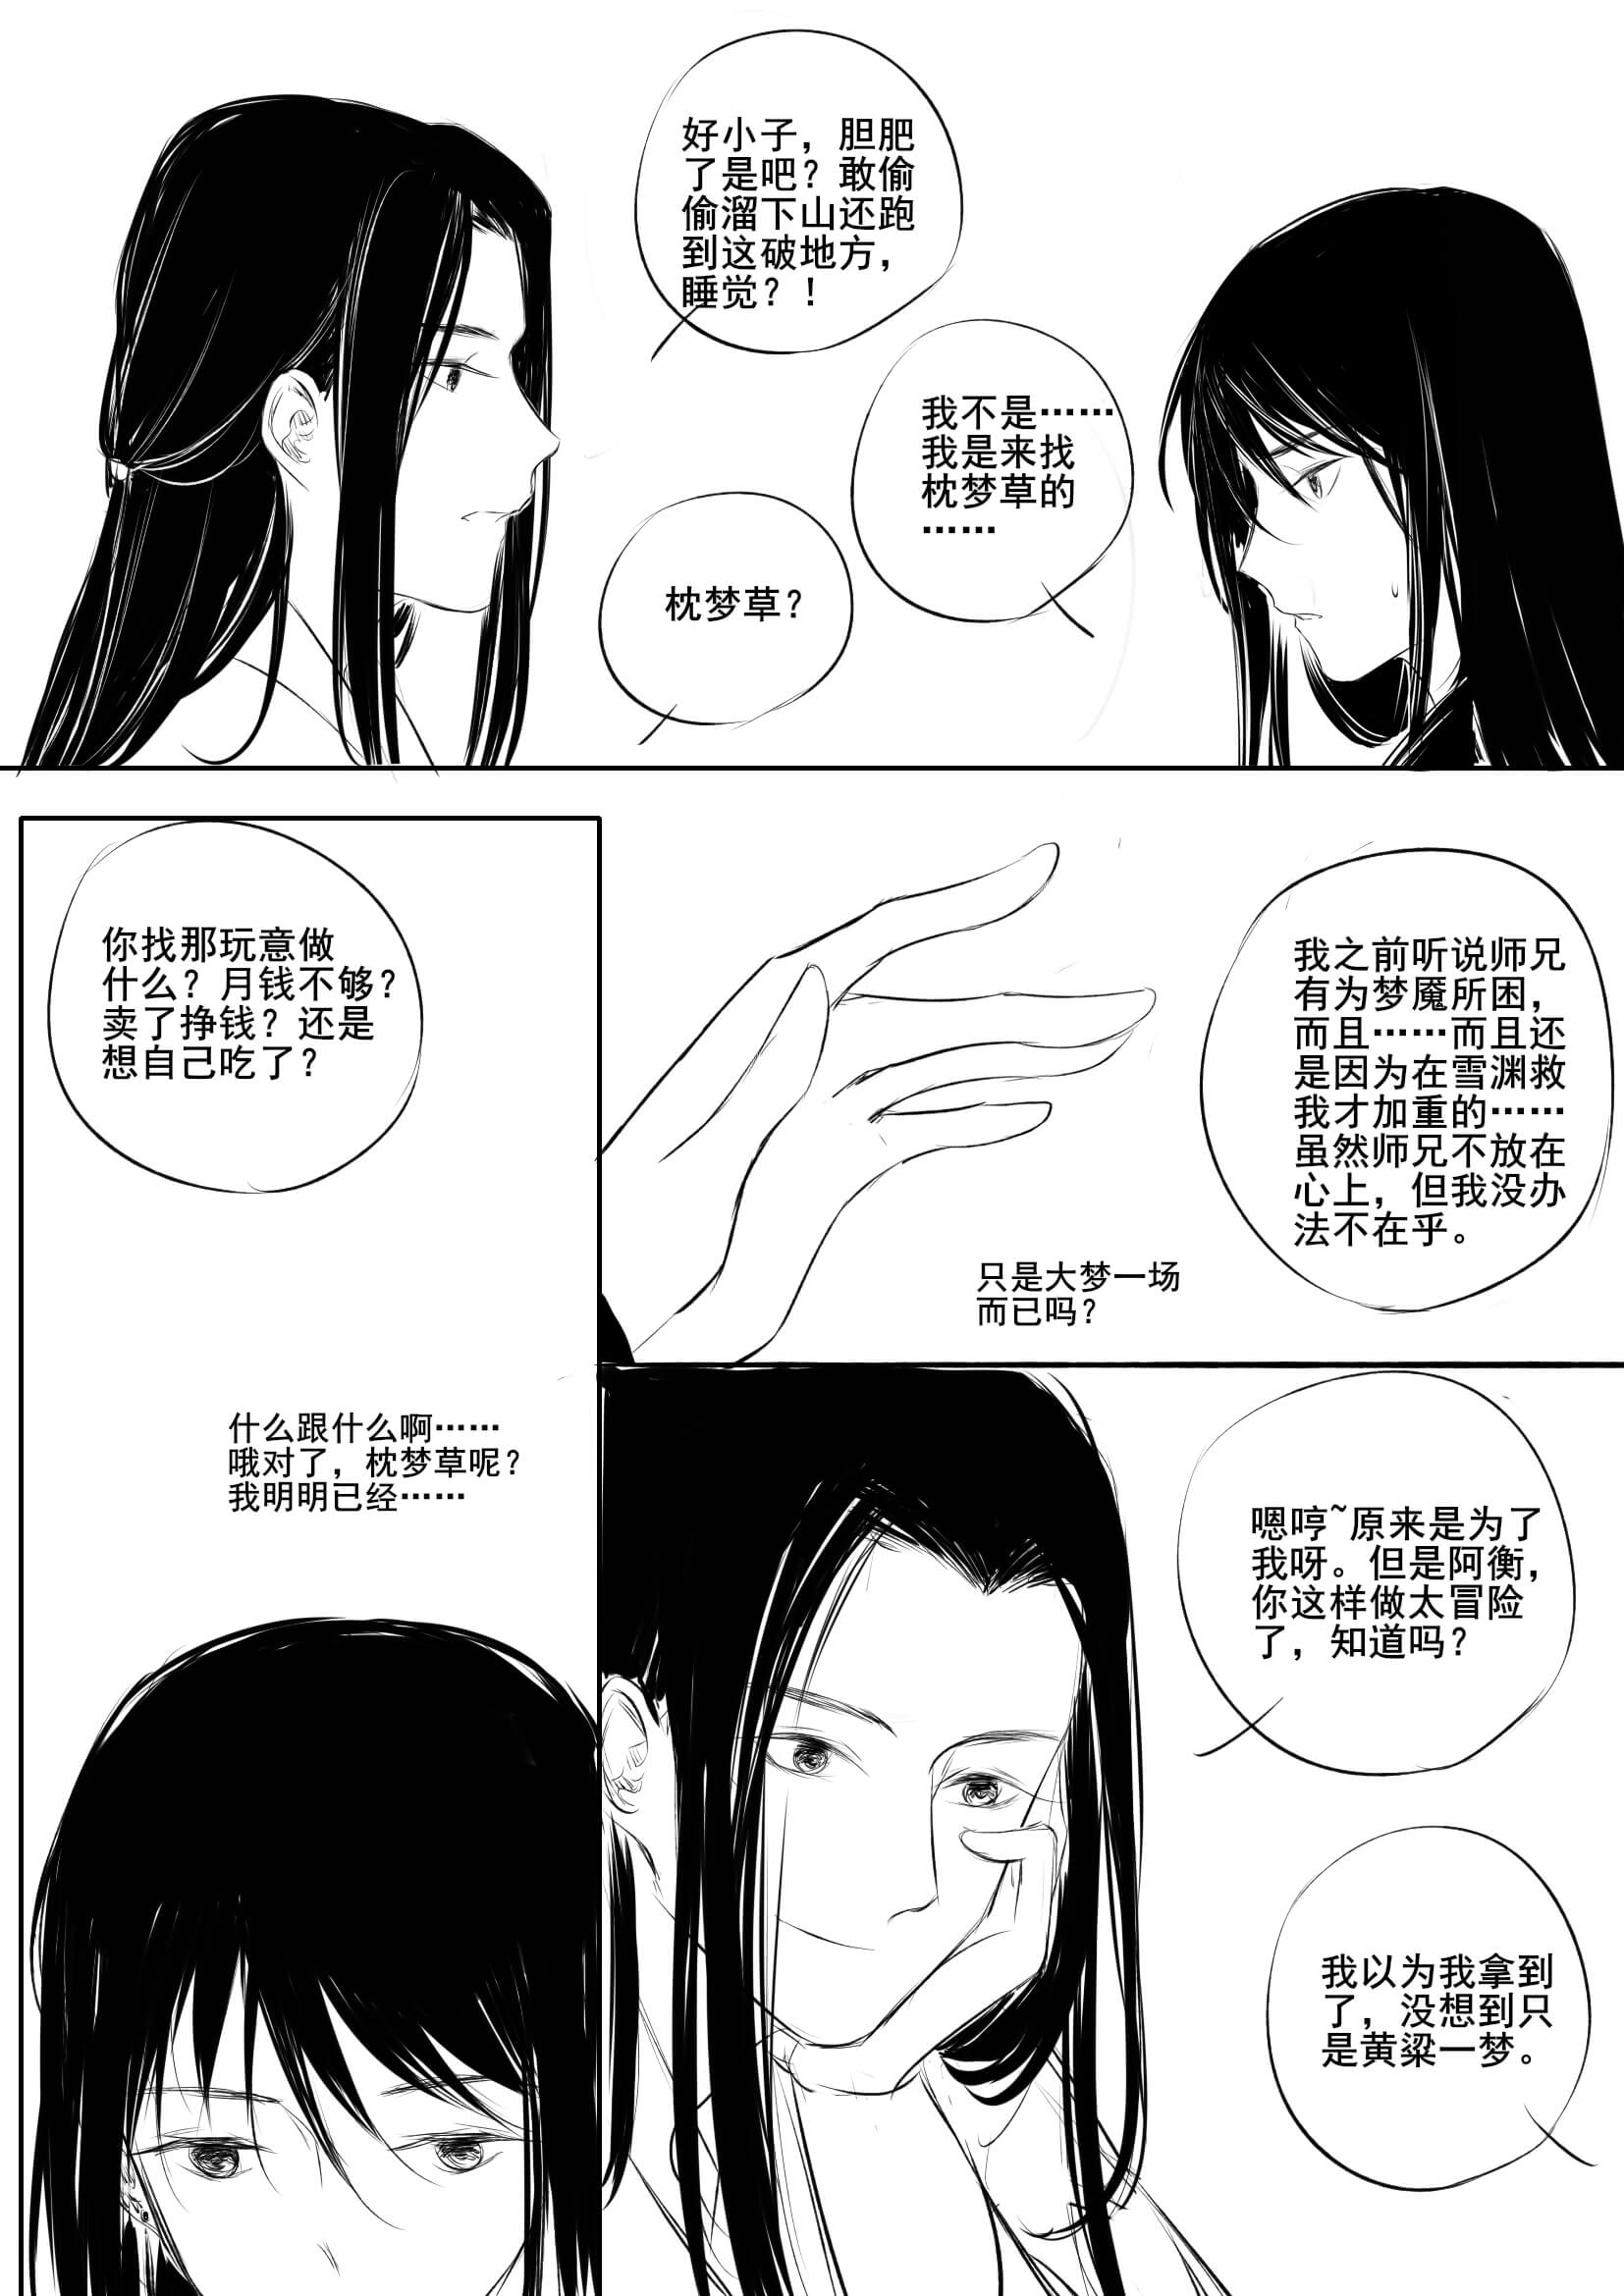 好小子，胆肥
了是吧？敢偷
偷溜下山还跑
到这破地方，
睡觉？！
我不是……
我是来找
枕梦草的
……
枕梦草？
你找那玩意做
什么？月钱不够？
卖了挣钱？还是
想自己吃了？
什么跟什么啊……
哦对了，枕梦草呢？
我明明已经……
我之前听说师兄
有为梦魇所困，
而且……而且还
是因为在雪渊救
我才加重的……
虽然师兄不放在
心上，但我没办
法不在乎。
只是大梦一场
而已吗？
嗯哼~原来是为了
我呀。但是阿衡，
你这样做太冒险
了，知道吗？
我以为我拿到
了，没想到只
是黄粱一梦。